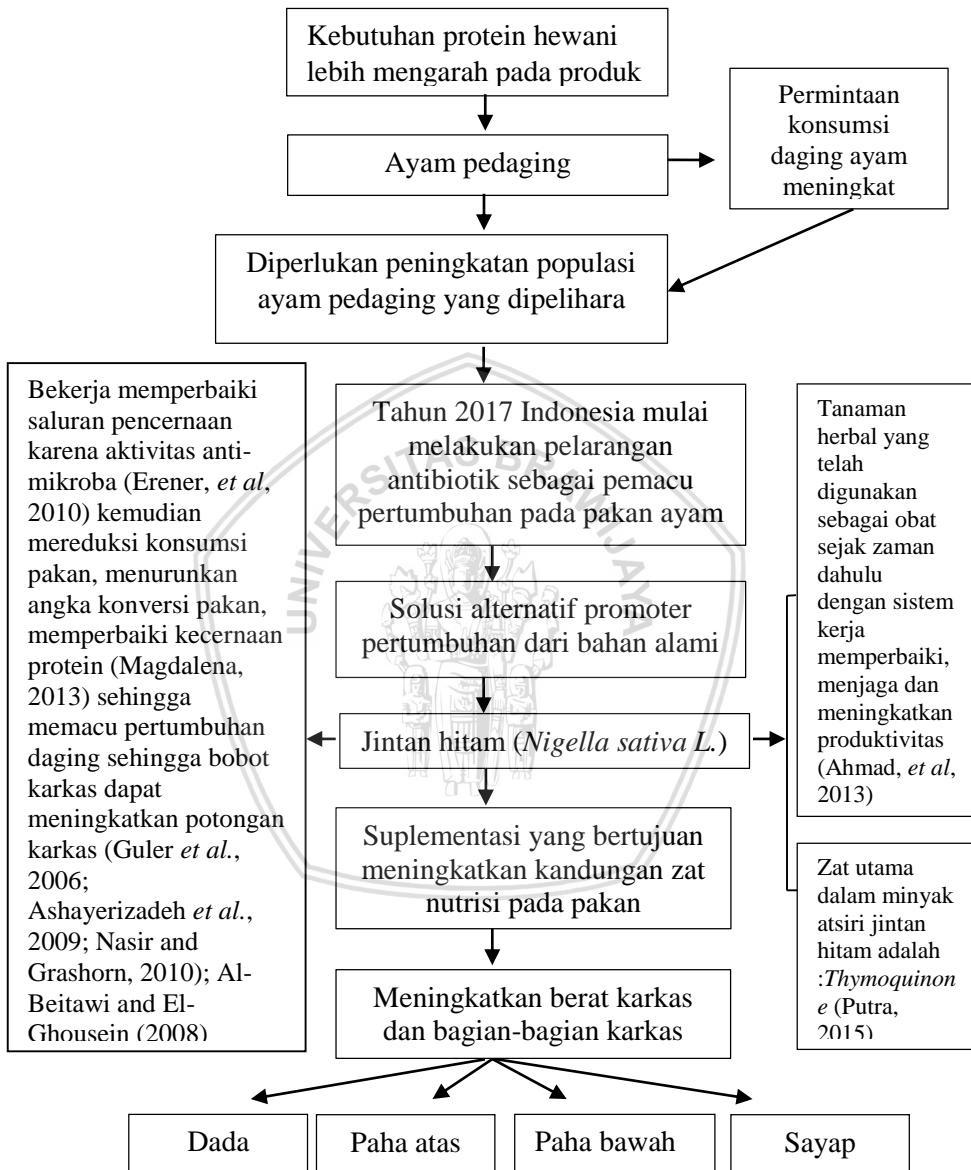 Kebutuhan protein hewani
lebih mengarah pada produk
Permintaan
konsumsi
daging ayam
meningkat
Ayam pedaging
Diperlukan peningkatan populasi
ayam pedaging yang dipelihara
Bekerja memperbaiki
saluran pencernaan
karena aktivitas anti-
mikroba (Erener, et al,
2010) kemudian
mereduksi konsumsi
pakan, menurunkan
angka konversi pakan,
memperbaiki kecernaan
protein (Magdalena,
2013) sehingga
memacu pertumbuhan
daging sehingga bobot
karkas dapat
meningkatkan potongan
karkas (Guler et al.,
2006;
Ashayerizadeh et al.,
2009; Nasir and
Grashorn, 2010); Al-
Beitawi and El-
Ghousein (2008)
Tahun 2017 Indonesia mulai
melakukan pelarangan
antibiotik sebagai pemacu
pertumbuhan pada pakan ayam
Solusi alternatif promoter
pertumbuhan dari bahan alami
Jintan hitam (Nigella sativa L.)
Suplementasi yang bertujuan
meningkatkan kandungan zat
nutrisi pada pakan
Meningkatkan berat karkas
dan bagian-bagian karkas
Tanaman
herbal yang
telah
digunakan
sebagai obat
sejak zaman
dahulu
dengan sistem
kerja
memperbaiki,
menjaga dan
meningkatkan
produktivitas
(Ahmad, et al,
2013)
Zat utama
dalam minyak
atsiri jintan
hitam adalah
:Thymoquinon
e (Putra,
2015)
Dada
Paha atas
Paha bawah
Sayap
UNIVERSITAS BRAWIJAYA